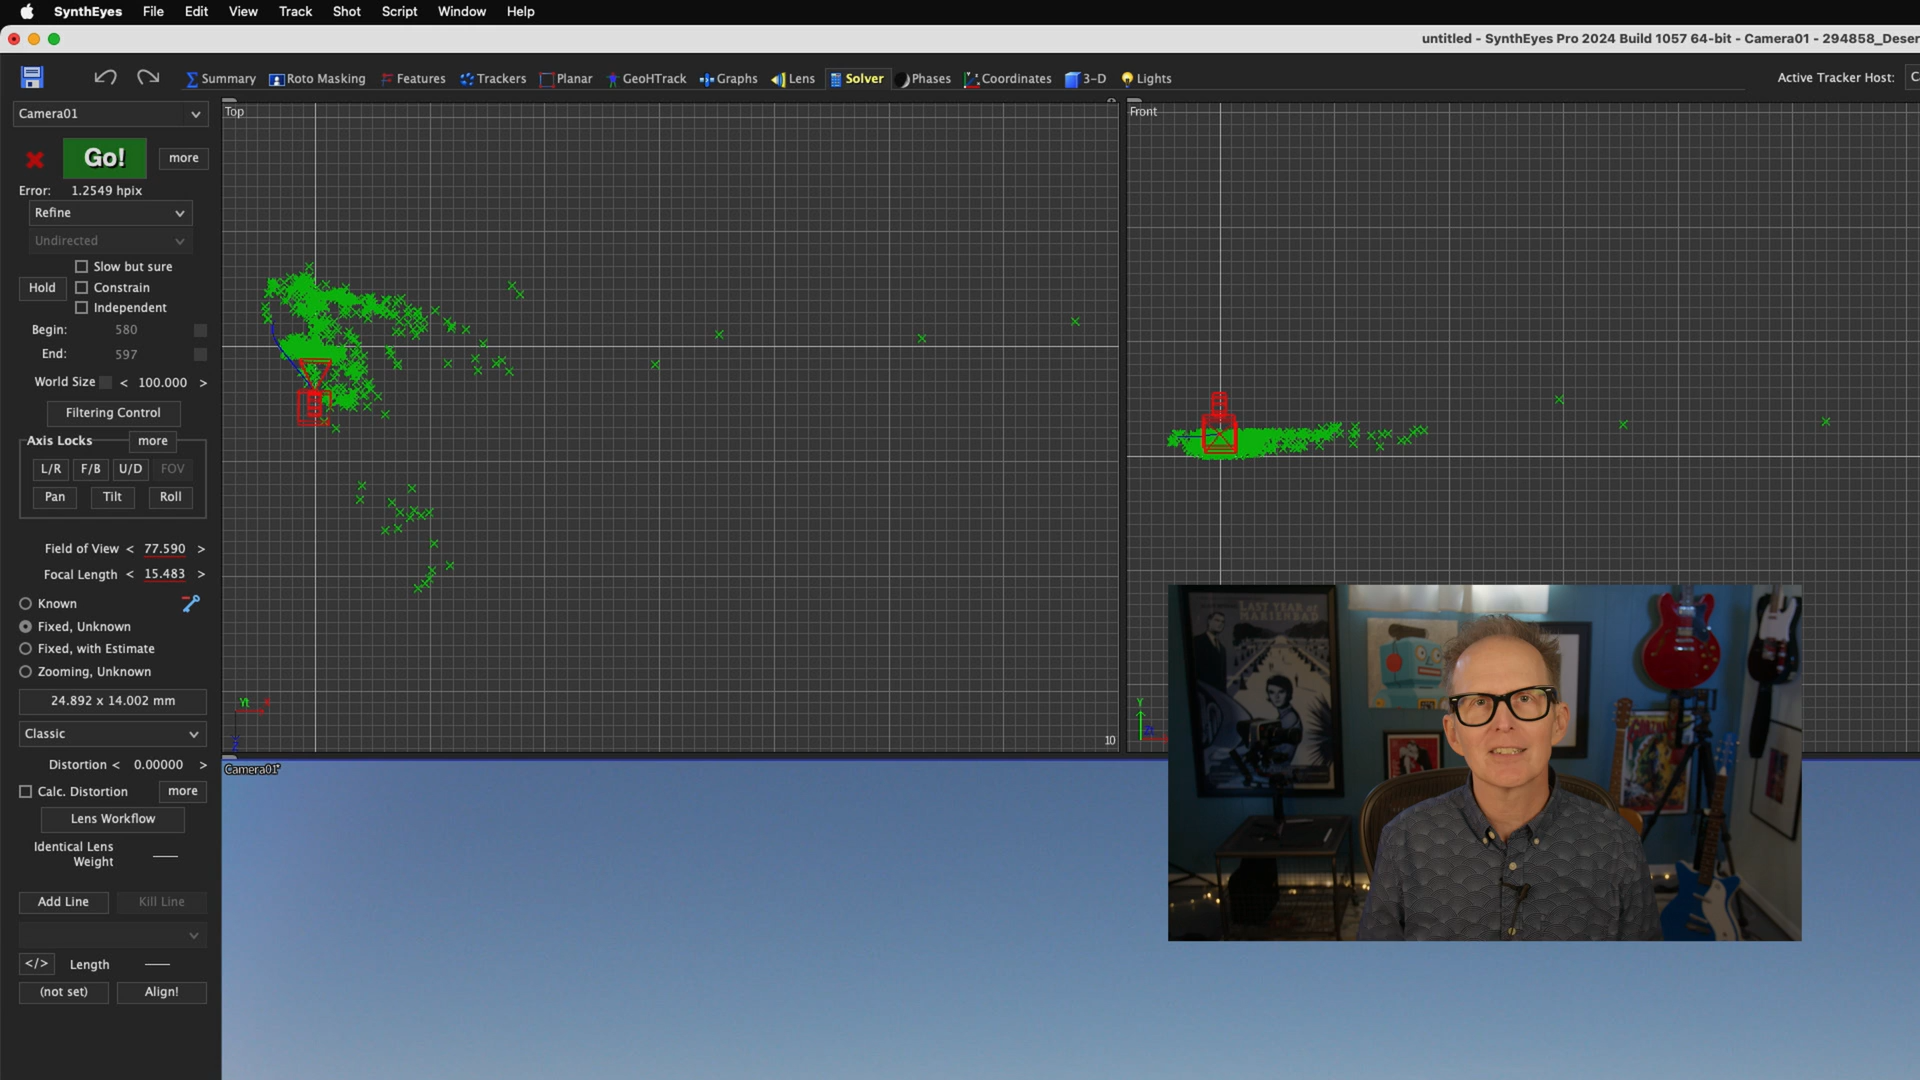 SynthEyes File Edit View Track Shot Script Window Help
untitled - SynthEyes Pro 2024 Build 1057 64-bit - Camera01 - 294858_Deser
Summary Roto Masking Features Trackers Planar GeoHTrack Graphs Lens Solver Phases Coordinates 3-D Lights Active Tracker Host:
Camera01
Top
Front
Go! more
Error: 1.2549 hpix
Refine
Undirected
Slow but sure
Hold Constrain
Independent
Begin: 580
End: 597
World Size < 100.000 >
Filtering Control
Axis Locks more
L/R F/B U/D FOV
Pan Tilt Roll
Field of View < 77.590 >
Focal Length < 15.483 >
Known
Fixed, Unknown
Fixed, with Estimate
Zooming, Unknown
24.892 x 14.002 mm
Classic
10
Camera01*
Distortion < 0.00000 >
Calc. Distortion more
Lens Workflow
Identical Lens
Weight
Add Line Kill Line
</> Length
(not set) Align!
LAST YEAR AT
MARIENBAD